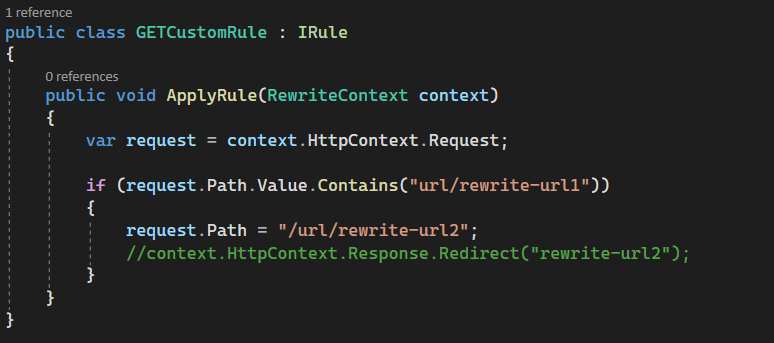 1 reference
public class GETCustomRule : IRule
{
0 references
public void ApplyRule(RewriteContext context)
{
var request = context.HttpContext.Request;
if (request.Path.Value.Contains("url/rewrite-url1"))
{
request.Path = "/url/rewrite-url2";
//context.HttpContext.Response.Redirect("rewrite-url2");
}
}
}